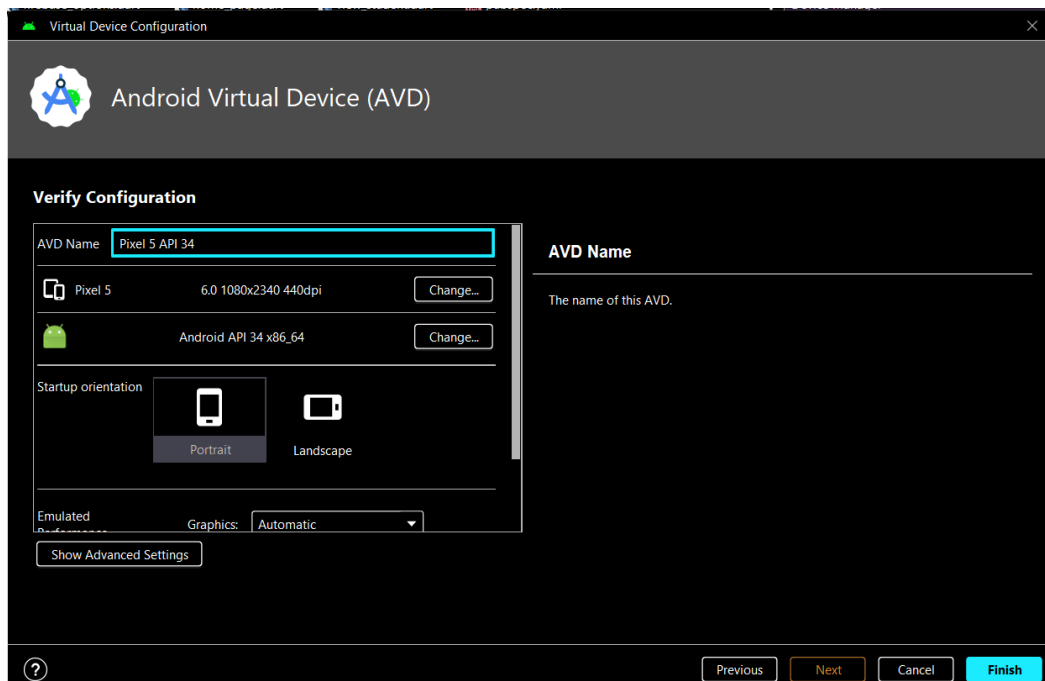 Virtual Device Configuration
Android Virtual Device (AVD)
Verify Configuration
AVD Name Pixel 5 API 34
Pixel 5 6.0 1080x2340 440dpi Change...
Android API 34 x86_64 Change...
Startup orientation
Portrait Landscape
Emulated
Graphics: Automatic
Show Advanced Settings
AVD Name
The name of this AVD.
? Previous Next Cancel Finish